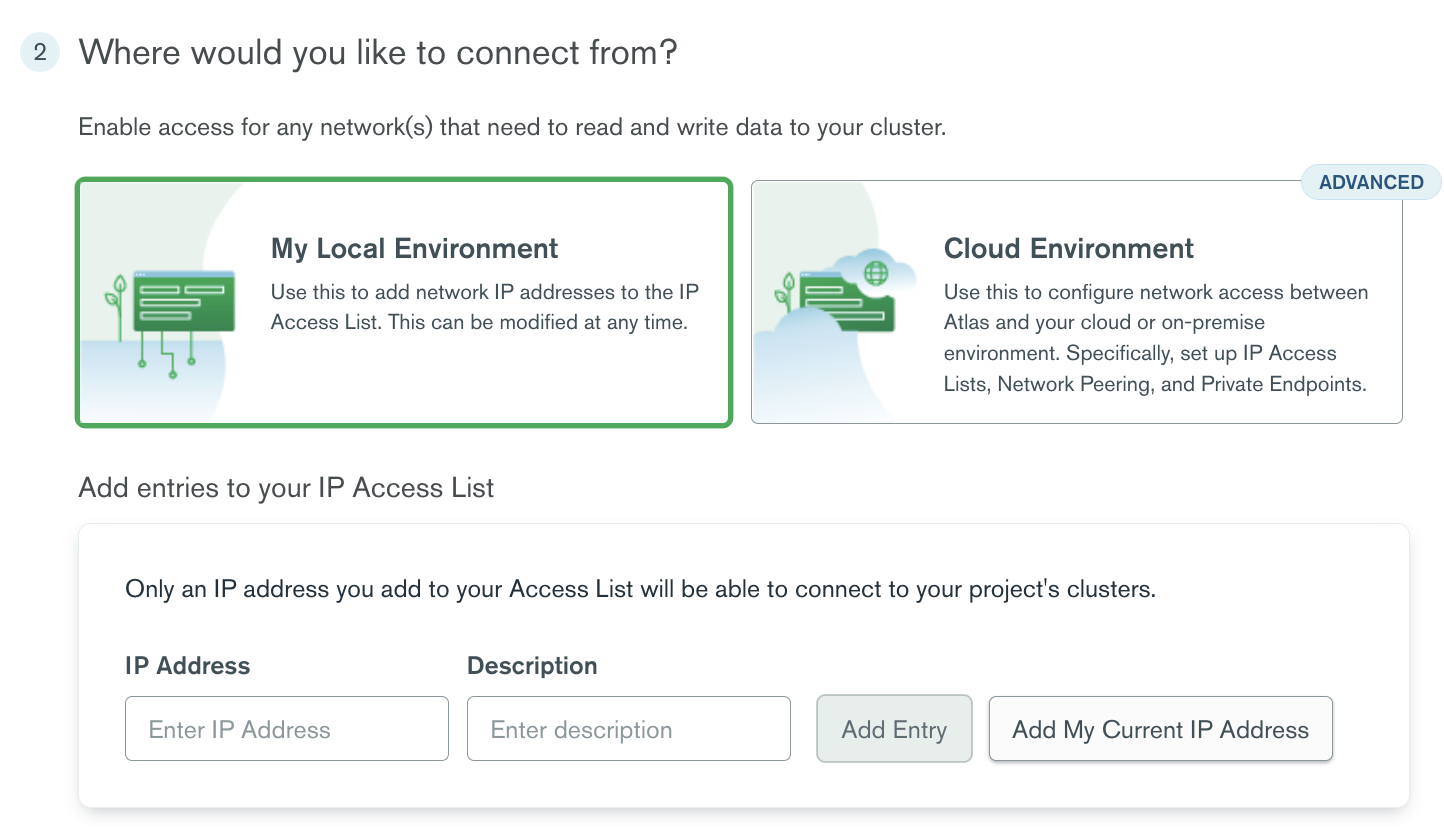 2 Where would you like to connect from?
Enable access for any network(s) that need to read and write data to your cluster.
My Local Environment
Use this to add network IP addresses to the IP
Access List. This can be modified at any time.
ADVANCED
Cloud Environment
Use this to configure network access between
Atlas and your cloud or on-premise
environment. Specifically, set up IP Access
Lists, Network Peering, and Private Endpoints.
Add entries to your IP Access List
Only an IP address you add to your Access List will be able to connect to your project's clusters.
IP Address Description
Enter IP Address Enter description Add Entry Add My Current IP Address